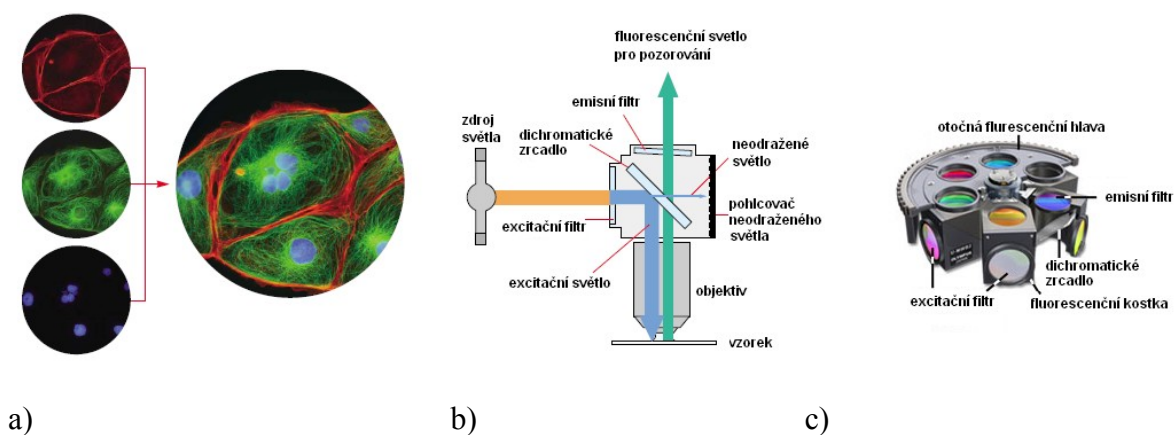 fluorescenční svetlo
pro pozorování
emisní filtr
zdroj
světla
dichromatické
zrcadlo
neodražené
světlo
pohlcovač
neodraženého
světla
excitační filtr
excitační světlo
objektiv
vzorek
otočná flurescenční hlava
emisní filtr
dichromatické
zrcadlo
excitační filtr
fluorescenční kostka
a)
b)
c)